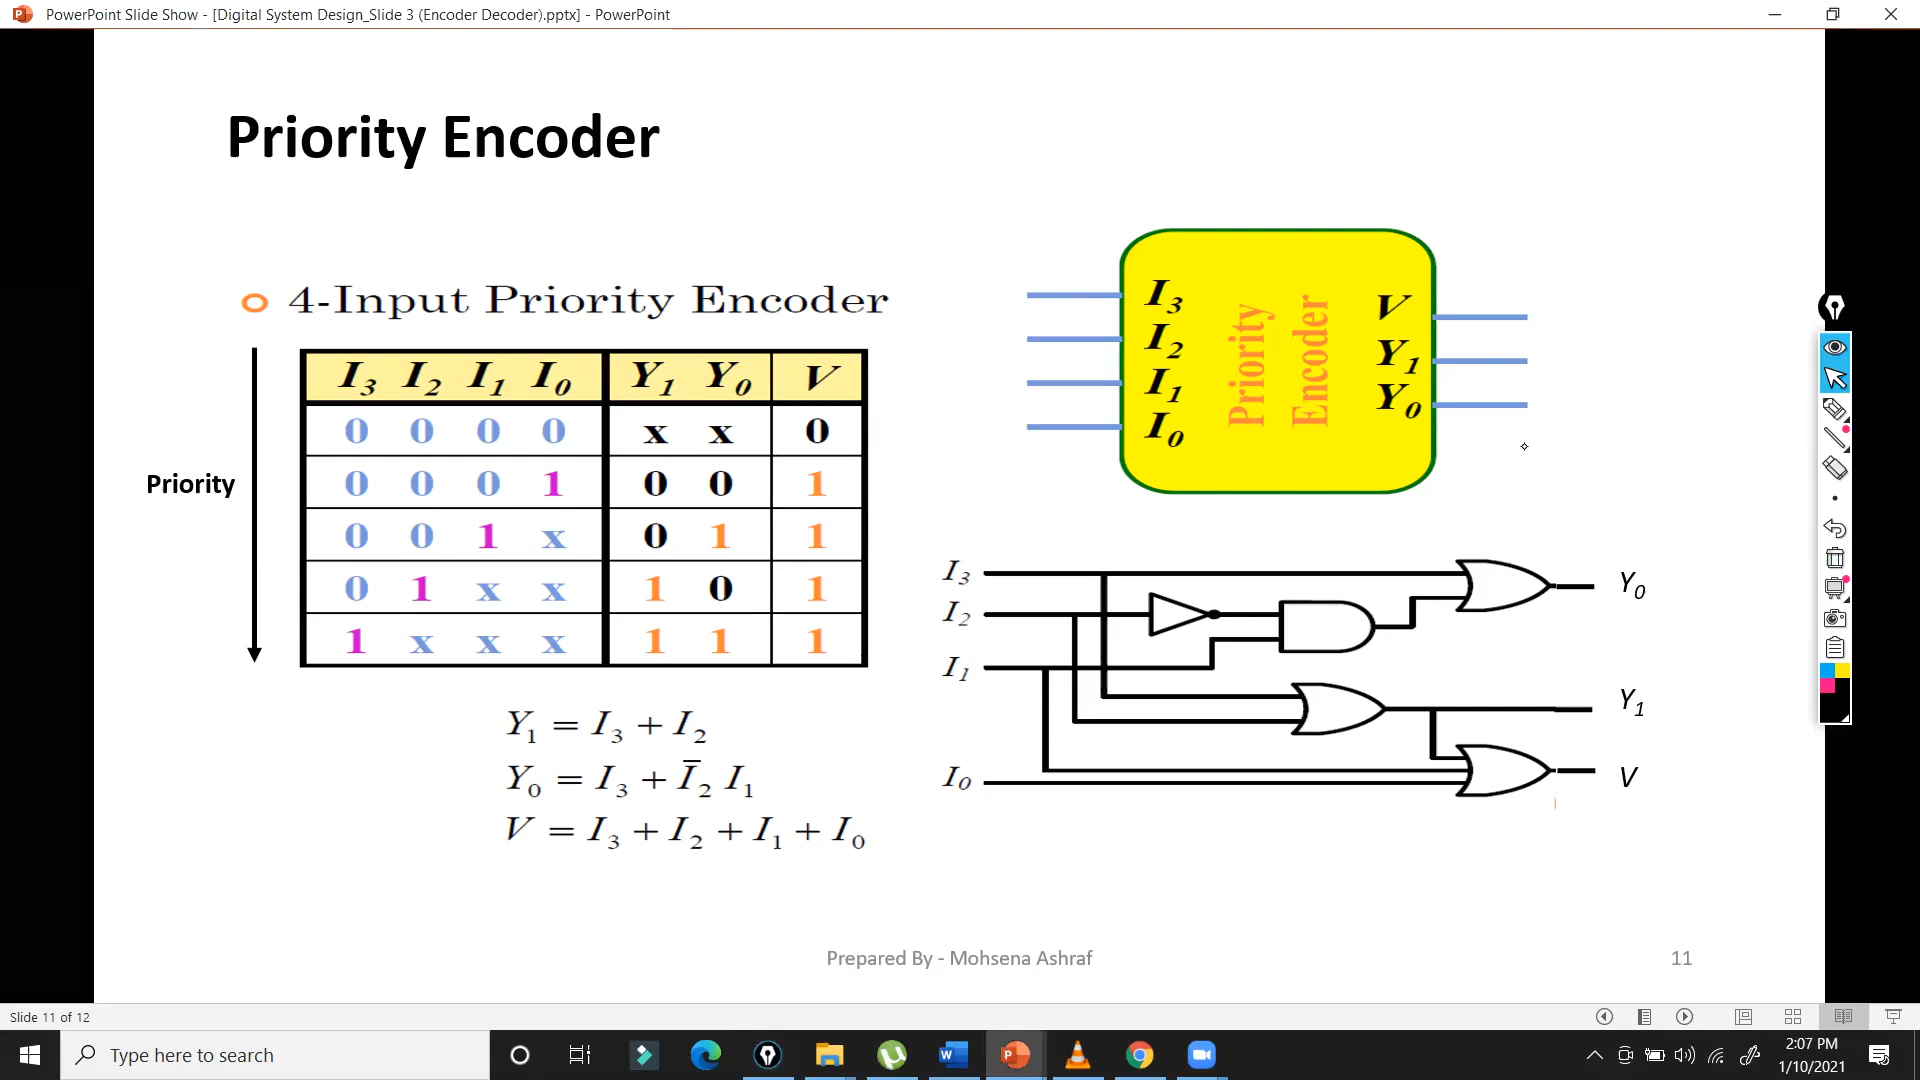 PowerPoint Slide Show - [Digital System Design_Slide 3 (Encoder Decoder).pptx] - PowerPoint
Priority Encoder
4-Input Priority Encoder
Priority
I3 I2 I1 I0 Y1 Y0 V
0 0 0 0 x x 0
0 0 0 1 0 0 1
0 0 1 x 0 1 1
0 1 x x 1 0 1
1 x x x 1 1 1
Y1 = I3 + I2
Y0 = I3 + I̅2 I1
V = I3 + I2 + I1 + I0
I3
I2
I1
I0
Priority
Encoder
V
Y1
Y0
I3
I2
I1
I0
Y0
Y1
V
Prepared By - Mohsena Ashraf
11
Slide 11 of 12
Type here to search
2:07 PM
1/10/2021